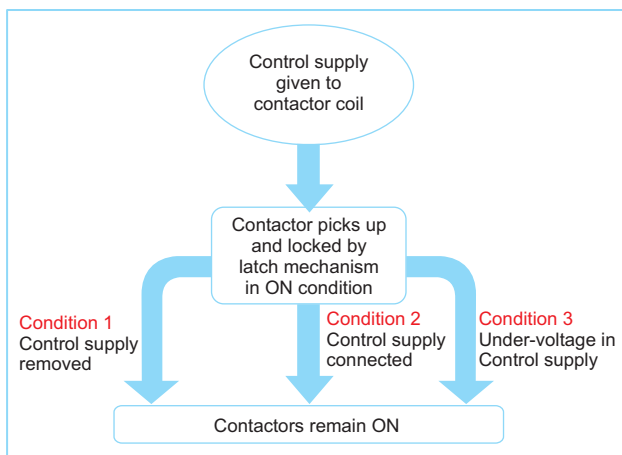 Control supply
given to
contactor coil
Contactor picks up
and locked by
latch mechanism
in ON condition
Condition 1
Control supply
removed
Condition 2
Control supply
connected
Condition 3
Under-voltage in
Control supply
Contactors remain ON